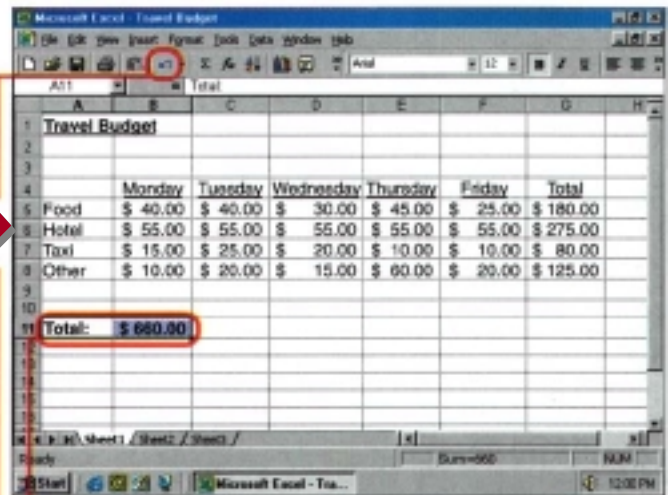 Microsoft Excel - Travel Budget
File Edit View Insert Format Tools Data Window Help
Arial 12 B I U
A11 = Total:
A B C D E F G H
1 Travel Budget
2
3
4 Monday Tuesday Wednesday Thursday Friday Total
5 Food $ 40.00 $ 40.00 $ 30.00 $ 45.00 $ 25.00 $ 180.00
6 Hotel $ 55.00 $ 55.00 $ 55.00 $ 55.00 $ 55.00 $ 275.00
7 Taxi $ 15.00 $ 25.00 $ 20.00 $ 10.00 $ 10.00 $ 80.00
8 Other $ 10.00 $ 20.00 $ 15.00 $ 60.00 $ 20.00 $ 125.00
9
10
11 Total: $ 660.00
12
13
14
15
Sheet1 / Sheet2 / Sheet3 /
Ready Sum=660 NUM
Start Microsoft Excel - Tra... 12:00 PM